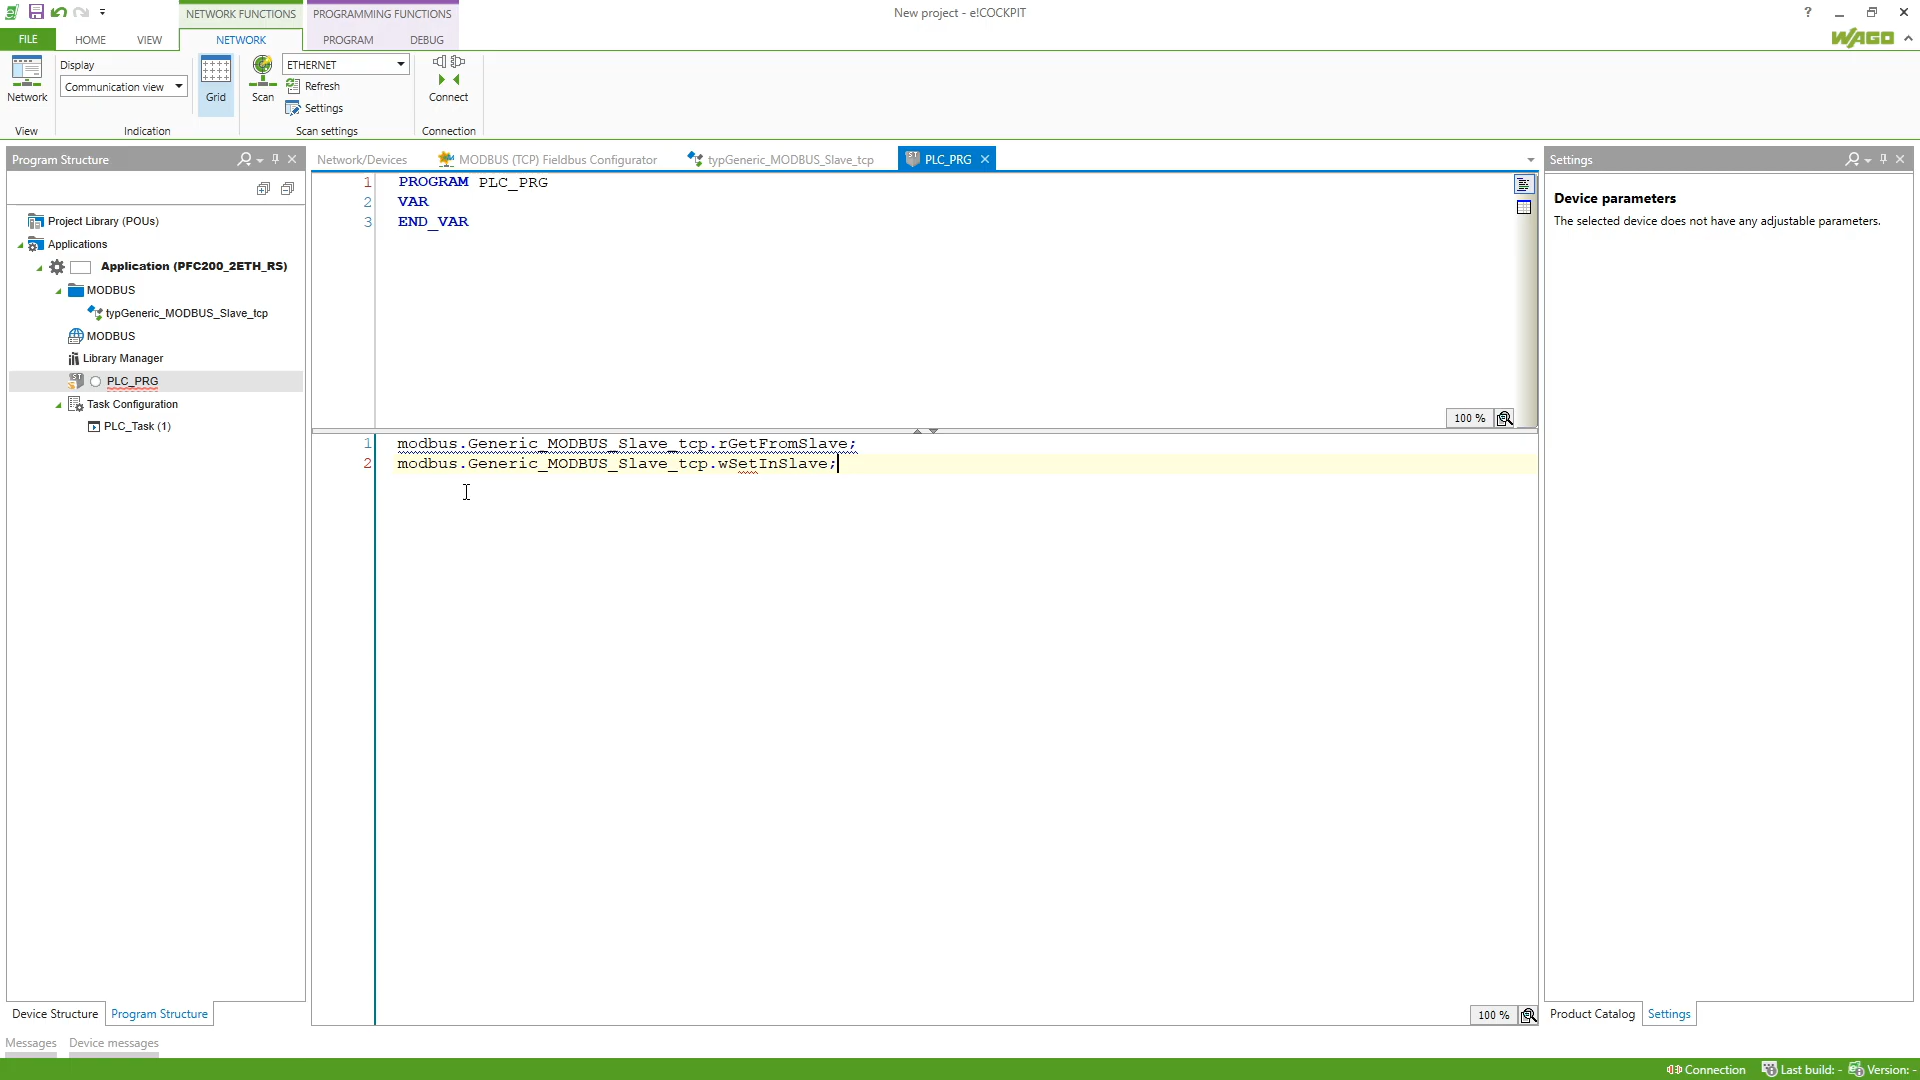 New project - e!COCKPIT
NETWORK FUNCTIONS
PROGRAMMING FUNCTIONS
?
FILE
HOME
VIEW
NETWORK
PROGRAM
DEBUG
WAGO
Network
View
Display
Communication view
Indication
Grid
Scan
ETHERNET
Refresh
Settings
Scan settings
Connect
Connection
Program Structure
Project Library (POUs)
Applications
Application (PFC200_2ETH_RS)
MODBUS
typGeneric_MODBUS_Slave_tcp
MODBUS
Library Manager
PLC_PRG
Task Configuration
PLC_Task (1)
Device Structure
Program Structure
Network/Devices
MODBUS (TCP) Fieldbus Configurator
typGeneric_MODBUS_Slave_tcp
PLC_PRG
1 PROGRAM PLC_PRG
2 VAR
3 END_VAR
100 %
1 modbus.Generic_MODBUS_Slave_tcp.rGetFromSlave;
2 modbus.Generic_MODBUS_Slave_tcp.wSetInSlave;
100 %
Settings
Device parameters
The selected device does not have any adjustable parameters.
Product Catalog
Settings
Messages
Device messages
Connection
Last build: -
Version: -